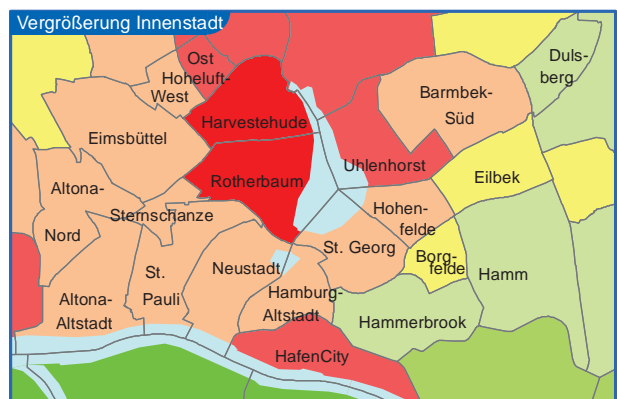 Vergrößerung Innenstadt
Ost
Hoheluft-
West
Duls-
berg
Barmbek-
Süd
Harvestehude
Eimsbüttel
Uhlenhorst
Eilbek
Rotherbaum
Altona-
Nord
Sternschanze
Hohen-
felde
St. Georg
Borg-
felde
Hamm
St.
Pauli
Neustadt
Hamburg-
Altstadt
Altona-
Altstadt
Hammerbrook
HafenCity